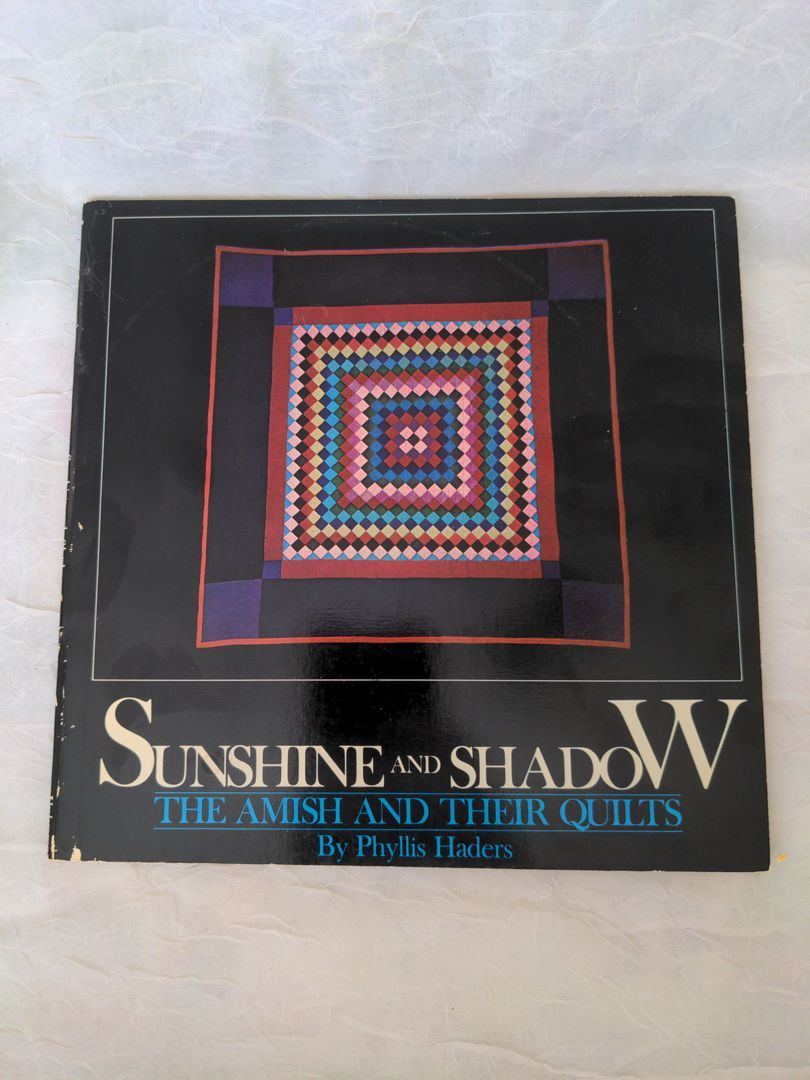 SUNSHINE AND SHADOW
THE AMISH AND THEIR QUILTS
By Phyllis Haders